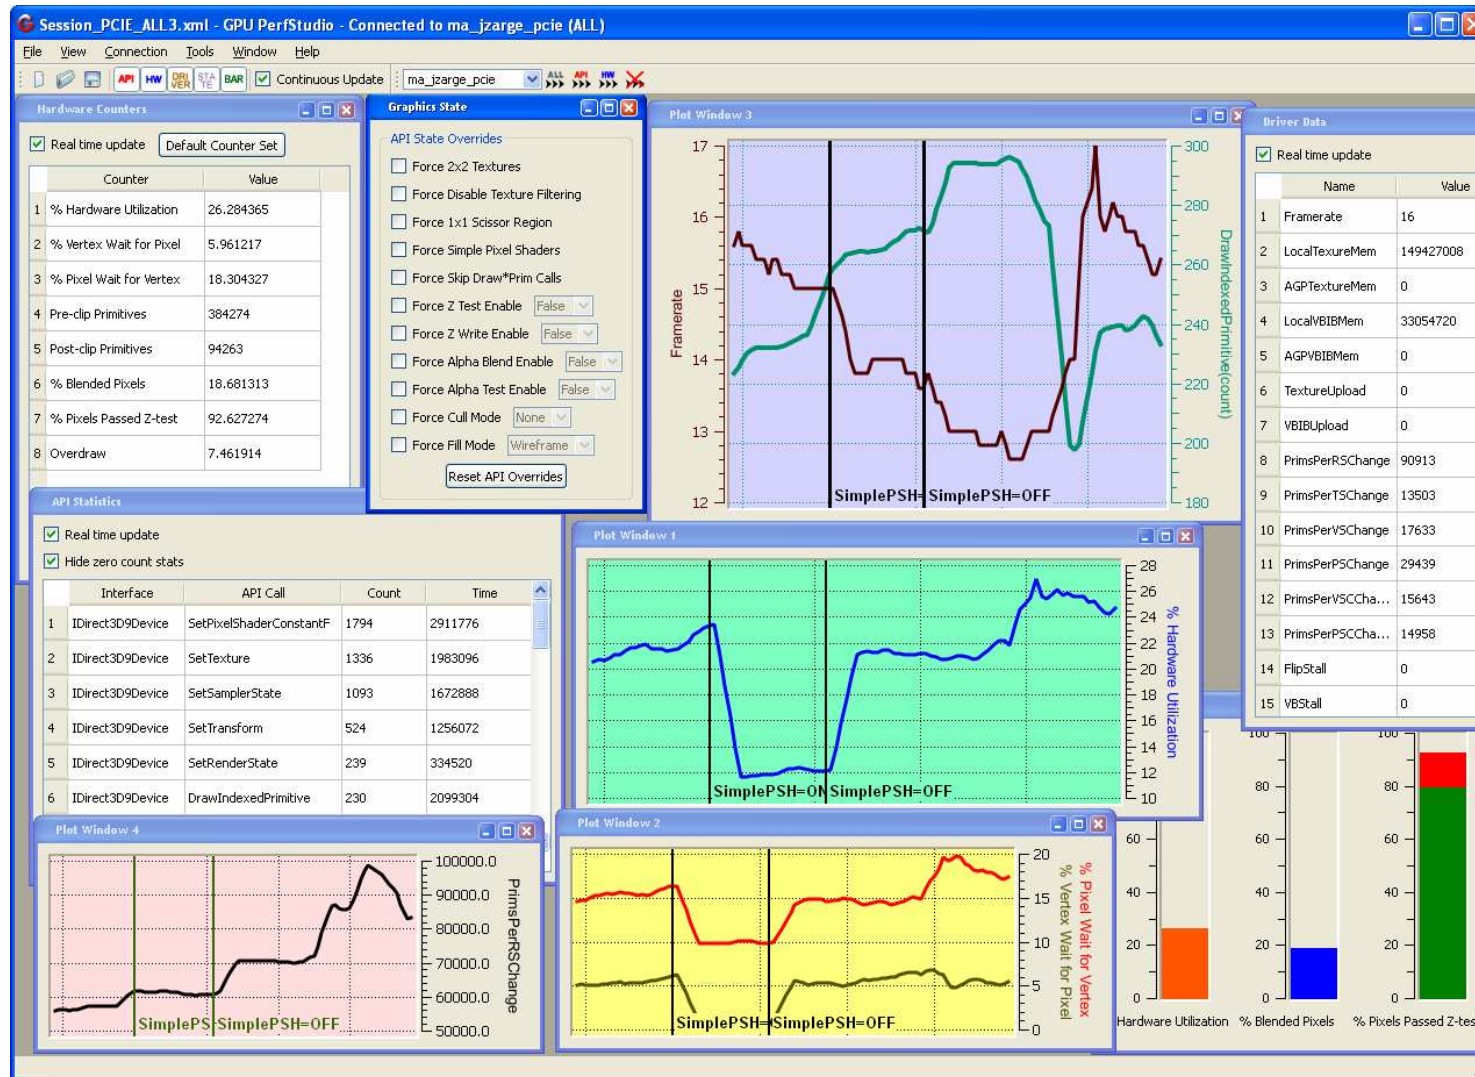 Session_PCIE_ALL3.xml - GPU PerfStudio - Connected to ma_jzarge_pcie (ALL)
File View Connection Tools Window Help
API HW DRI VER STA TE BAR Continuous Update ma_jzarge_pcie ALL API HW
Hardware Counters
Real time update Default Counter Set
Counter Value
1 % Hardware Utilization 26.284365
2 % Vertex Wait for Pixel 5.961217
3 % Pixel Wait for Vertex 18.304327
4 Pre-clip Primitives 384274
5 Post-clip Primitives 94263
6 % Blended Pixels 18.681313
7 % Pixels Passed Z-test 92.627274
8 Overdraw 7.461914
Graphics State
API State Overrides
Force 2x2 Textures
Force Disable Texture Filtering
Force 1x1 Scissor Region
Force Simple Pixel Shaders
Force Skip Draw*Prim Calls
Force Z Test Enable False
Force Z Write Enable False
Force Alpha Blend Enable False
Force Alpha Test Enable False
Force Cull Mode None
Force Fill Mode Wireframe
Reset API Overrides
Plot Window 3
17
16
15
14
13
12
Framerate
SimplePSH= SimplePSH=OFF
300
280
260
240
220
200
180
DrawIndexedPrimitive(count)
Driver Data
Real time update
Name Value
1 Framerate 16
2 LocalTexureMem 149427008
3 AGPTextureMem 0
4 LocalVBIBMem 33054720
5 AGPVBIBMem 0
6 TextureUpload 0
7 VBIBUpload 0
8 PrimsPerRSChange 90913
9 PrimsPerTSChange 13503
10 PrimsPerVSChange 17633
11 PrimsPerPSChange 29439
12 PrimsPerVSCCha... 15643
13 PrimsPerPSCCha... 14958
14 FlipStall 0
15 VBStall 0
API Statistics
Real time update
Hide zero count stats
Interface API Call Count Time
1 IDirect3D9Device SetPixelShaderConstantF 1794 2911776
2 IDirect3D9Device SetTexture 1336 1983096
3 IDirect3D9Device SetSamplerState 1093 1672888
4 IDirect3D9Device SetTransform 524 1256072
5 IDirect3D9Device SetRenderState 239 334520
6 IDirect3D9Device DrawIndexedPrimitive 230 2099304
Plot Window 1
28
26
24
22
20
18
16
14
12
10
% Hardware Utilization
SimplePSH=ON SimplePSH=OFF
Plot Window 4
100000.0
90000.0
80000.0
70000.0
60000.0
50000.0
PrimsPerRSChange
SimplePS SimplePSH=OFF
Plot Window 2
20
15
10
5
0
% Pixel Wait for Vertex
% Vertex Wait for Pixel
SimplePSH= SimplePSH=OFF
60
40
20
0
Hardware Utilization
100
80
60
40
20
0
% Blended Pixels
100
80
60
40
20
0
% Pixels Passed Z-tes